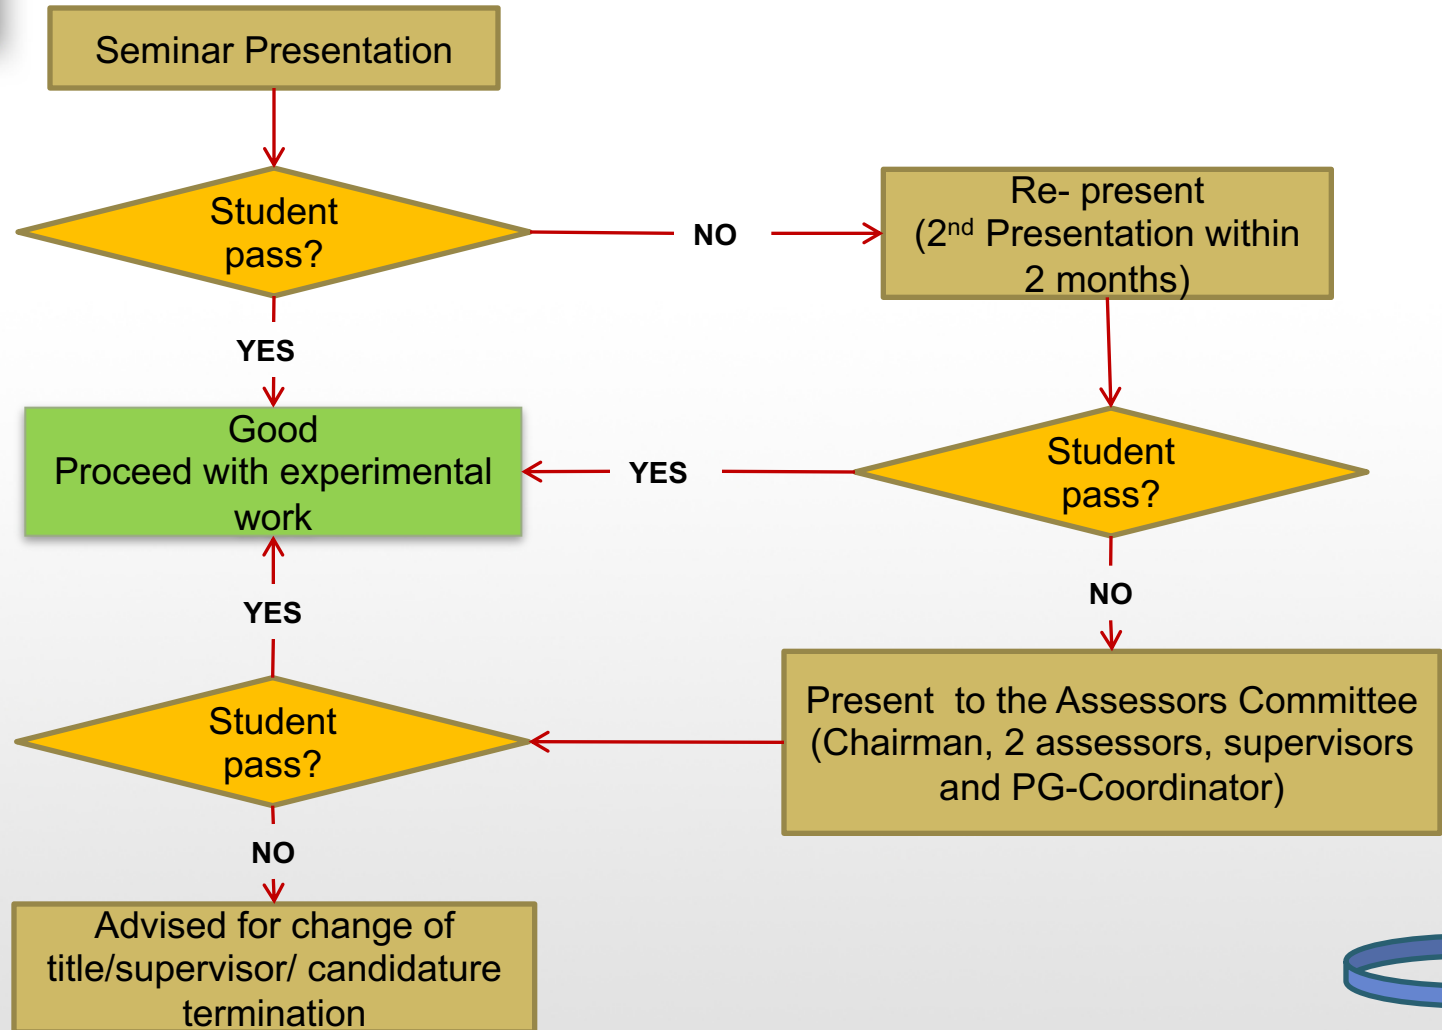 Seminar Presentation
Student
pass?
NO
Re- present
(2nd Presentation within
2 months)
YES
Good
Proceed with experimental
work
YES
Student
pass?
YES
NO
Student
pass?
Present to the Assessors Committee
(Chairman, 2 assessors, supervisors
and PG-Coordinator)
NO
Advised for change of
title/supervisor/ candidature
termination